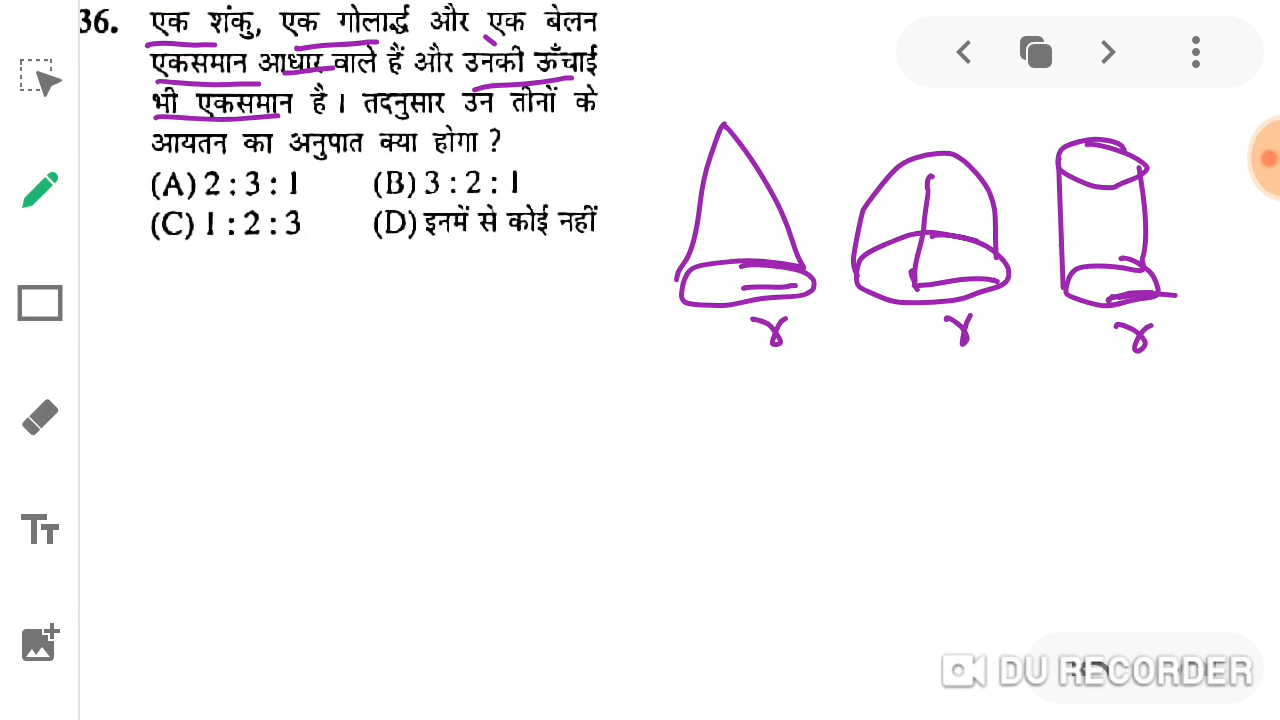 36. एक शंकु, एक गोलार्द्ध और एक बेलन
एकसमान आधार वाले हैं और उनकी ऊँचाई
भी एकसमान है। तदनुसार उन तीनों के
आयतन का अनुपात क्या होगा ?
(A) 2 : 3 : 1 (B) 3 : 2 : 1
(C) 1 : 2 : 3 (D) इनमें से कोई नहीं
r r r
Tт
DU RECORDER